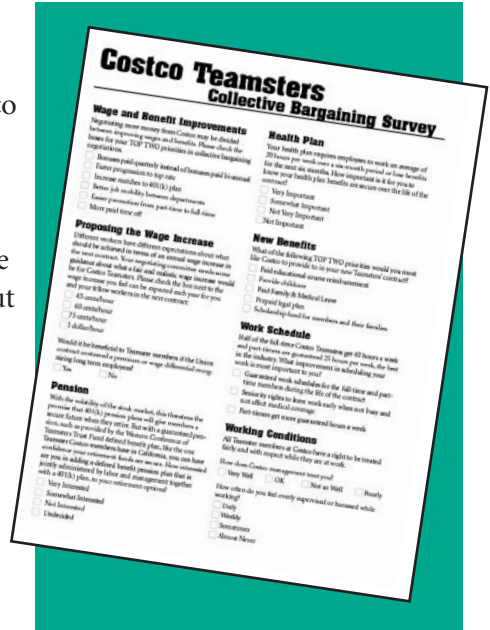 to
e
ut
Costco Teamsters
Collective Bargaining Survey
Wage and Benefit Improvements
Negotiating more money from Costco may be divided
between improving wages and benefits. Please check the
boxes for your TOP TWO priorities in collective bargaining
negotiations.
Bonuses paid quarterly instead of bonuses paid bi-annual
Faster progression to top rate
Increase matches to 401(k) plan
Better job mobility between departments
Easier promotion from part-time to full-time
More paid time off
Proposing the Wage Increase
Different workers have different expectations about what
should be achieved in terms of an annual wage increase in
the next contract. Your negotiating committee needs some
guidance about what a fair and realistic wage increase would
be for Costco Teamsters. Please check the box next to the
wage increase you feel can be expected each year for you
and your fellow workers in the next contract:
45 cents/hour
60 cents/hour
75 cents/hour
1 dollar/hour
Would it be beneficial to Teamster members if the Union
contract contained a premium or wage differential recog-
nizing long term employees?
Yes No
Pension
With the volatility of the stock market, this threatens the
promise that 401(k) pension plans will give members a
secure future when they retire. But with a guaranteed pen-
sion, such as provided by the Western Conference of
Teamsters Trust Fund defined benefit plan, like the one
Teamster Costco members have in California, you can have
confidence your retirement funds are secure. How interested
are you in adding a defined benefit pension plan that is
jointly administered by labor and management together
with a 401(k) plan, to your retirement options?
Very Interested
Somewhat Interested
Not Interested
Undecided
Health Plan
Your health plan requires employees to work an average of
20 hours per week over a six-month period or lose benefits
for the next six months. How important is it for you to
know your health plan benefits are secure over the life of the
contract?
Very Important
Somewhat Important
Not Very Important
Not Important
New Benefits
What of the following TOP TWO priorities would you most
like Costco to provide to in your new Teamsters' contract?
Paid educational course reimbursement
Provide childcare
Paid Family & Medical Leave
Prepaid legal plan
Scholarship fund for members and their families
Work Schedule
Half of the full-time Costco Teamsters get 40 hours a week
and part-timers are guaranteed 25 hours per week, the best
in the industry. What improvement in scheduling your
work is most important to you?
Guaranteed work schedules for the full-time and part-
time members during the life of the contract
Seniority rights to leave work early when not busy and
not affect medical coverage
Part-timers get more guaranteed hours a week
Working Conditions
All Teamster members at Costco have a right to be treated
fairly and with respect while they are at work.
How does Costco management treat you?
Very Well OK Not so Well Poorly
How often do you feel overly supervised or harassed while
working?
Daily
Weekly
Sometimes
Almost Never